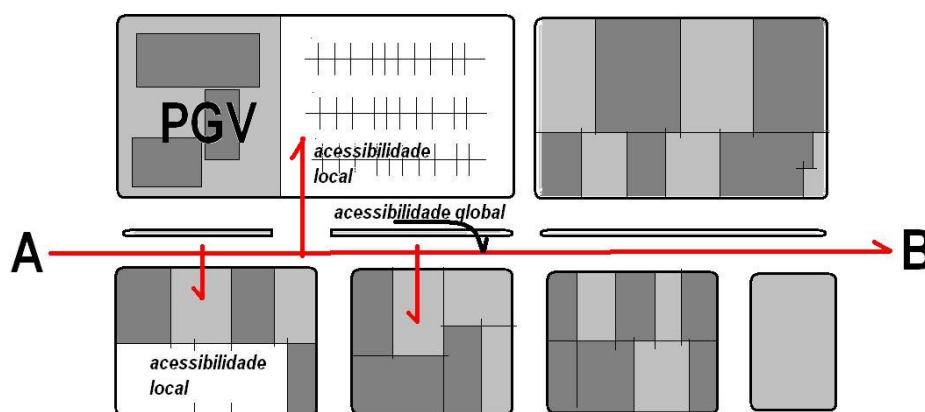 PGV
acessibilidade
local
acessibilidade global
A
B
acessibilidade
local